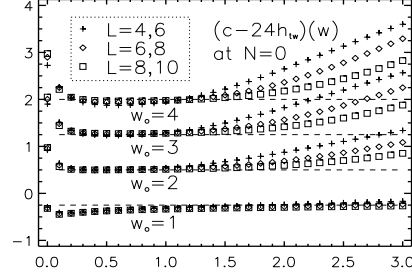 4
3
2
1
0
−1
+ L=4,6
◇ L=6,8
□ L=8,10
(c−24h_tw)(w)
at N=0
w_o=4
w_o=3
w_o=2
w_o=1
0.0 0.5 1.0 1.5 2.0 2.5 3.0